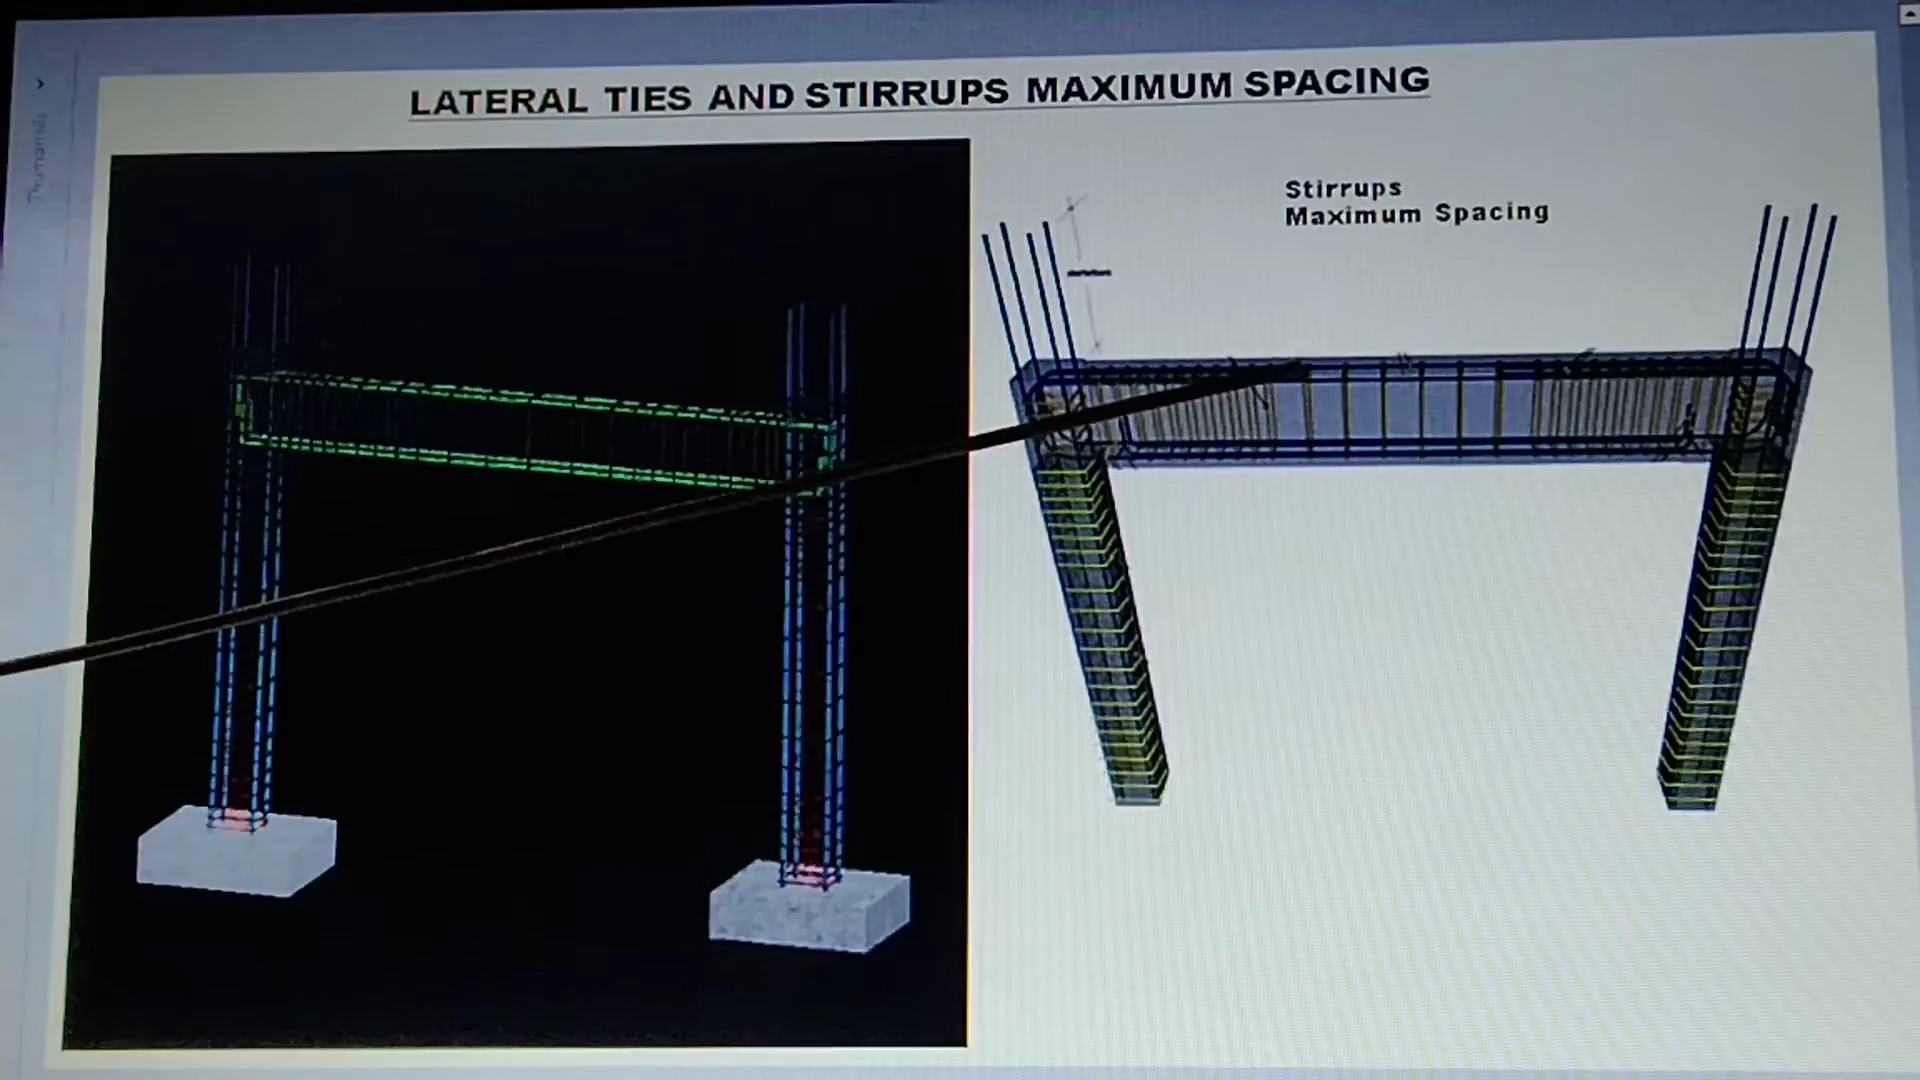 LATERAL TIES AND STIRRUPS MAXIMUM SPACING
Stirrups
Maximum Spacing